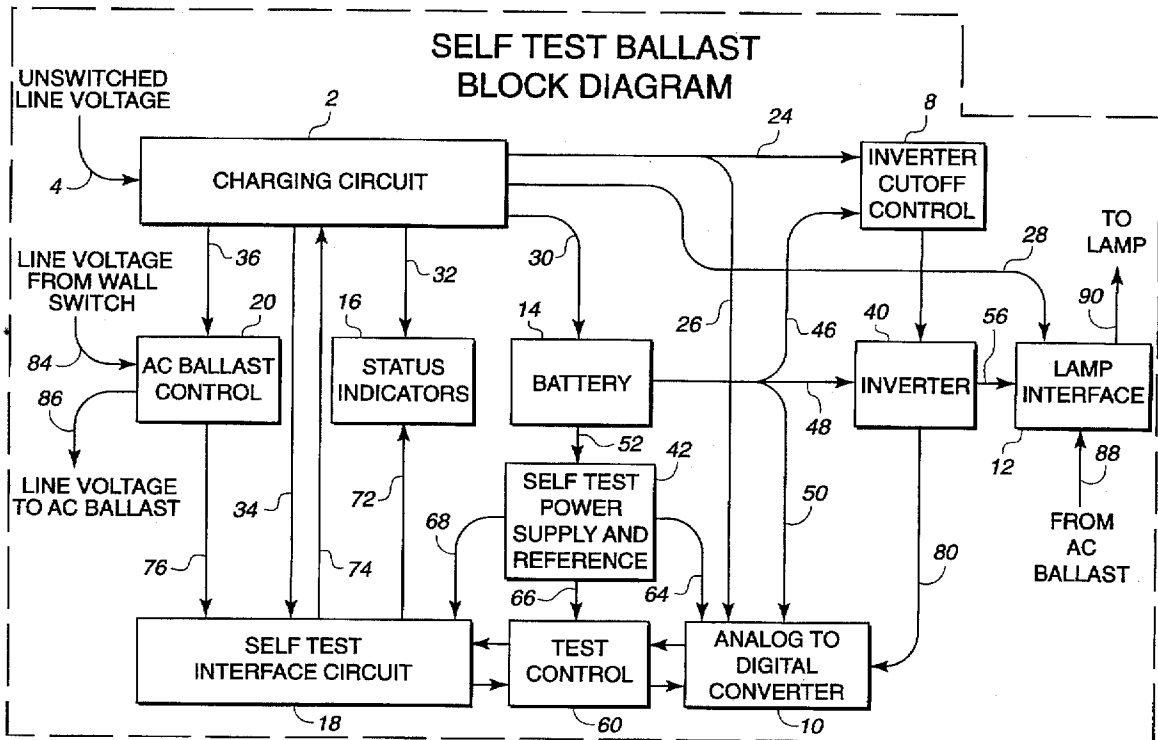 SELF TEST BALLAST
BLOCK DIAGRAM
UNSWITCHED
LINE VOLTAGE
4
2
CHARGING CIRCUIT
24
8
INVERTER
CUTOFF
CONTROL
TO
LAMP
90
28
36
32
30
26
46
LINE VOLTAGE
FROM WALL
SWITCH
84
86
20
AC BALLAST
CONTROL
16
STATUS
INDICATORS
14
BATTERY
40
INVERTER
48
56
LAMP
INTERFACE
12
88
LINE VOLTAGE
TO AC BALLAST
52
42
SELF TEST
POWER
SUPPLY AND
REFERENCE
FROM
AC
BALLAST
76
34
74
72
68
66
64
50
80
SELF TEST
INTERFACE CIRCUIT
18
TEST
CONTROL
60
ANALOG TO
DIGITAL
CONVERTER
10